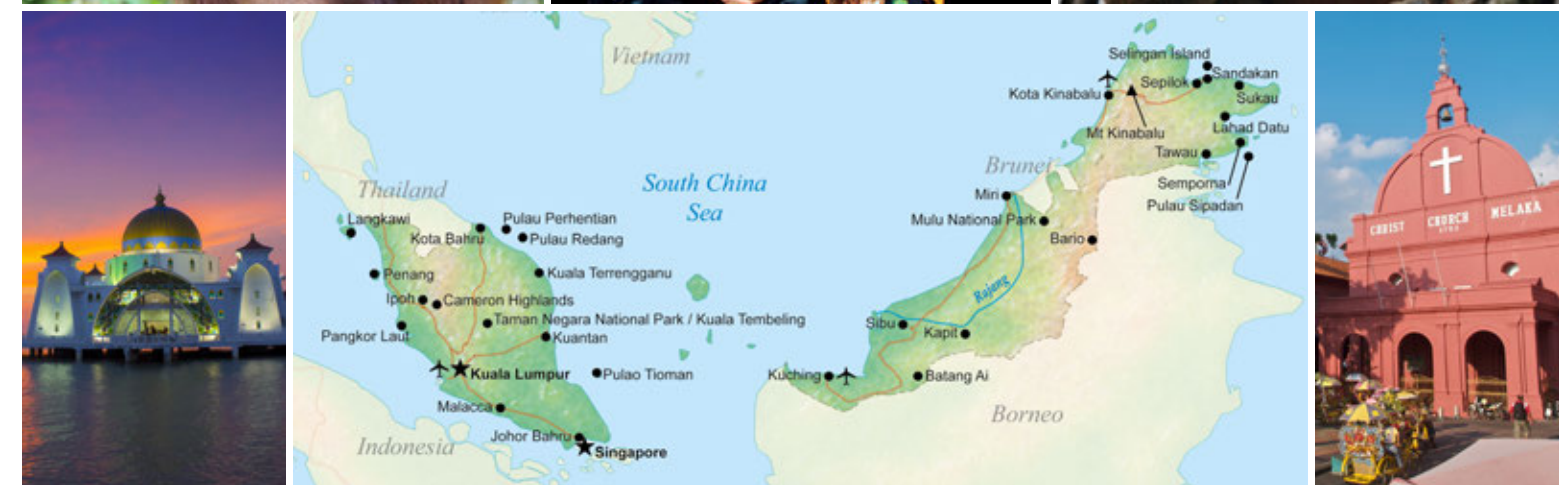 Vietnam
Selingan Island
Sandakan
Sepilok
Kota Kinabalu
Sukau
Mt Kinabalu
Lahad Datu
Brunei
Tawau
Thailand
South China
Sea
Semporna
Miri
Pulau Sipadan
Langkawi
Pulau Perhentian
Mulu National Park
Kota Bahru
Pulau Redang
Bario
Penang
Kuala Terrengganu
Rajang
Ipoh
Cameron Highlands
Taman Negara National Park / Kuala Tembeling
Sibu
Kapit
Pangkor Laut
Kuantan
Kuala Lumpur
Pulao Tioman
Kuching
Batang Ai
Malacca
Borneo
Johor Bahru
Indonesia
Singapore
CHRIST CHURCH MELAKA
1753